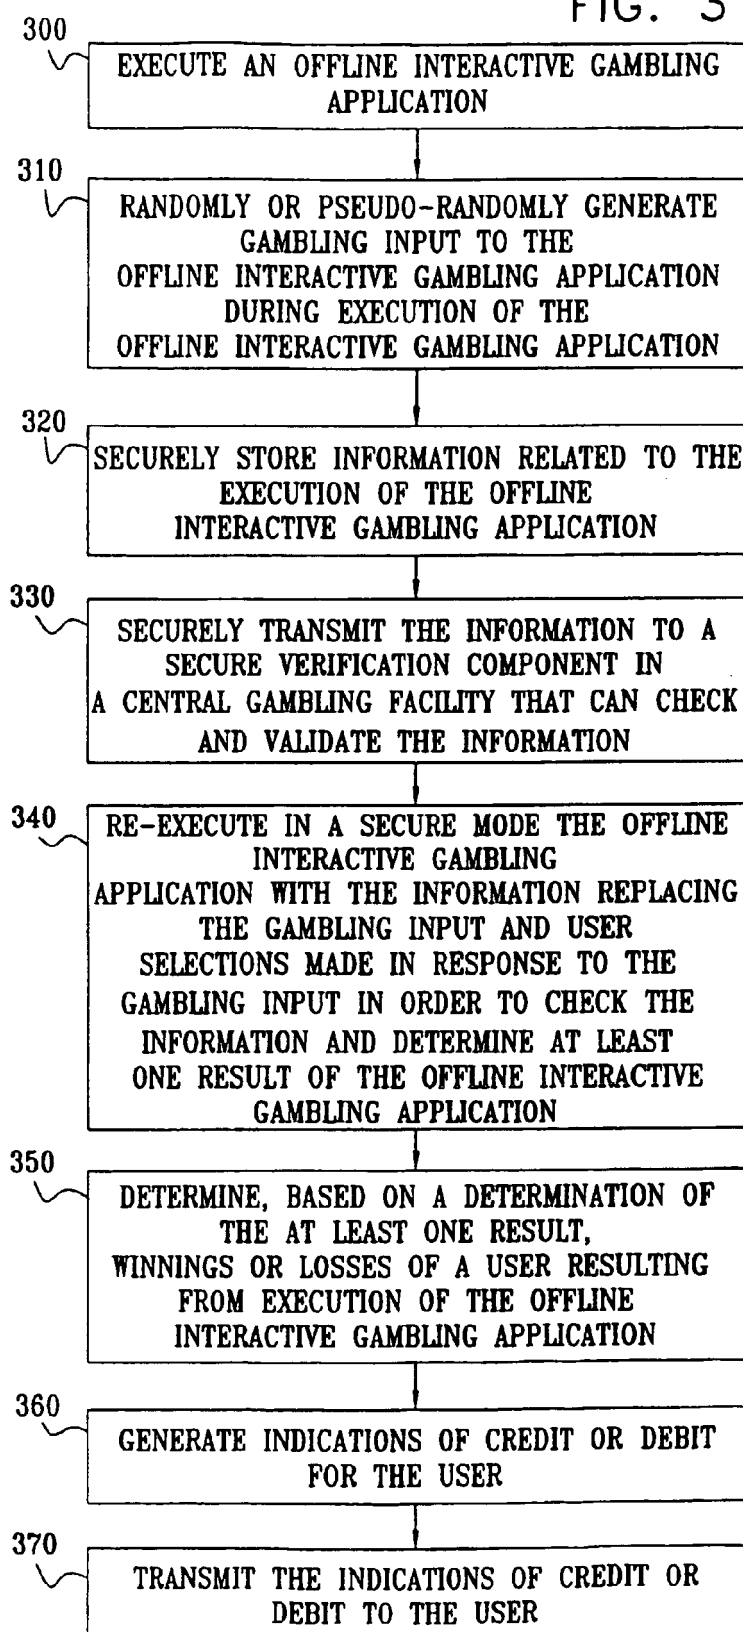 FIG. 3
300
EXECUTE AN OFFLINE INTERACTIVE GAMBLING
APPLICATION
310
RANDOMLY OR PSEUDO-RANDOMLY GENERATE
GAMBLING INPUT TO THE
OFFLINE INTERACTIVE GAMBLING APPLICATION
DURING EXECUTION OF THE
OFFLINE INTERACTIVE GAMBLING APPLICATION
320
SECURELY STORE INFORMATION RELATED TO THE
EXECUTION OF THE OFFLINE
INTERACTIVE GAMBLING APPLICATION
330
SECURELY TRANSMIT THE INFORMATION TO A
SECURE VERIFICATION COMPONENT IN
A CENTRAL GAMBLING FACILITY THAT CAN CHECK
AND VALIDATE THE INFORMATION
340
RE-EXECUTE IN A SECURE MODE THE OFFLINE
INTERACTIVE GAMBLING
APPLICATION WITH THE INFORMATION REPLACING
THE GAMBLING INPUT AND USER
SELECTIONS MADE IN RESPONSE TO THE
GAMBLING INPUT IN ORDER TO CHECK THE
INFORMATION AND DETERMINE AT LEAST
ONE RESULT OF THE OFFLINE INTERACTIVE
GAMBLING APPLICATION
350
DETERMINE, BASED ON A DETERMINATION OF
THE AT LEAST ONE RESULT,
WINNINGS OR LOSSES OF A USER RESULTING
FROM EXECUTION OF THE OFFLINE
INTERACTIVE GAMBLING APPLICATION
360
GENERATE INDICATIONS OF CREDIT OR DEBIT
FOR THE USER
370
TRANSMIT THE INDICATIONS OF CREDIT OR
DEBIT TO THE USER